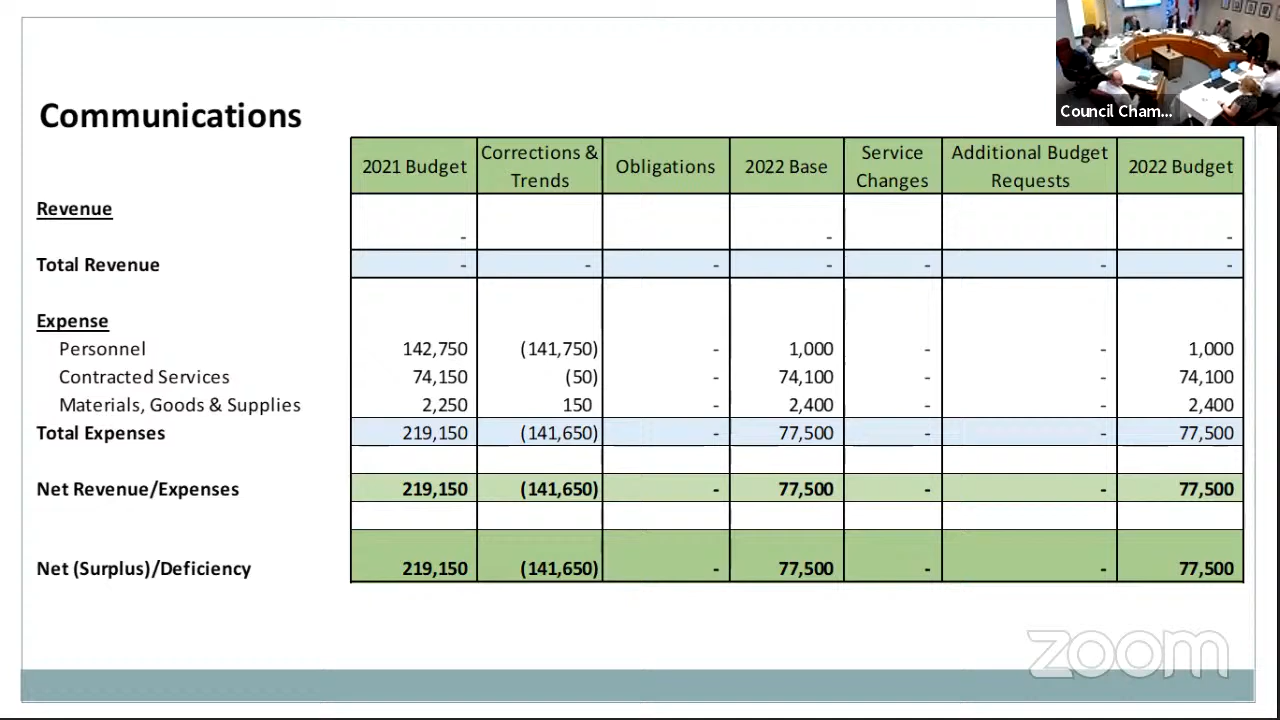 Council Cham...
Communications
2021 Budget Corrections & Trends Obligations 2022 Base Service Changes Additional Budget Requests 2022 Budget
Revenue
- - -
Total Revenue - - - - - - -
Expense
Personnel 142,750 (141,750) - 1,000 - - 1,000
Contracted Services 74,150 (50) - 74,100 - - 74,100
Materials, Goods & Supplies 2,250 150 - 2,400 - - 2,400
Total Expenses 219,150 (141,650) - 77,500 - - 77,500
Net Revenue/Expenses 219,150 (141,650) - 77,500 - - 77,500
Net (Surplus)/Deficiency 219,150 (141,650) - 77,500 - - 77,500
zoom